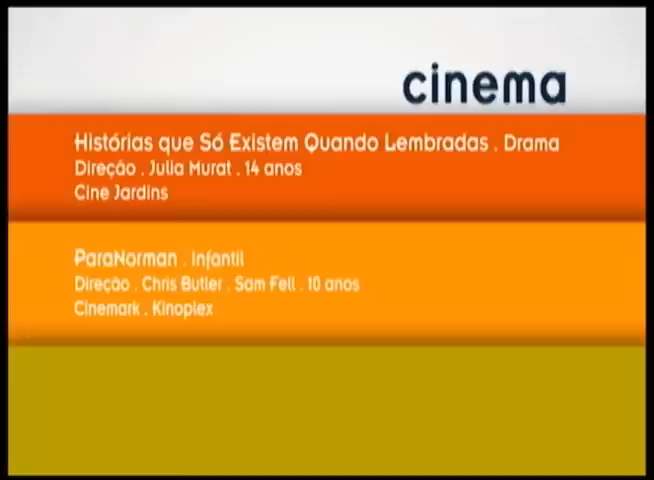 cinema
Histórias que Só Existem Quando Lembradas . Drama
Direção . Julia Murat . 14 anos
Cine Jardins
ParaNorman . Infantil
Direção . Chris Butler . Sam Fell . 10 anos
Cinemark . Kinoplex